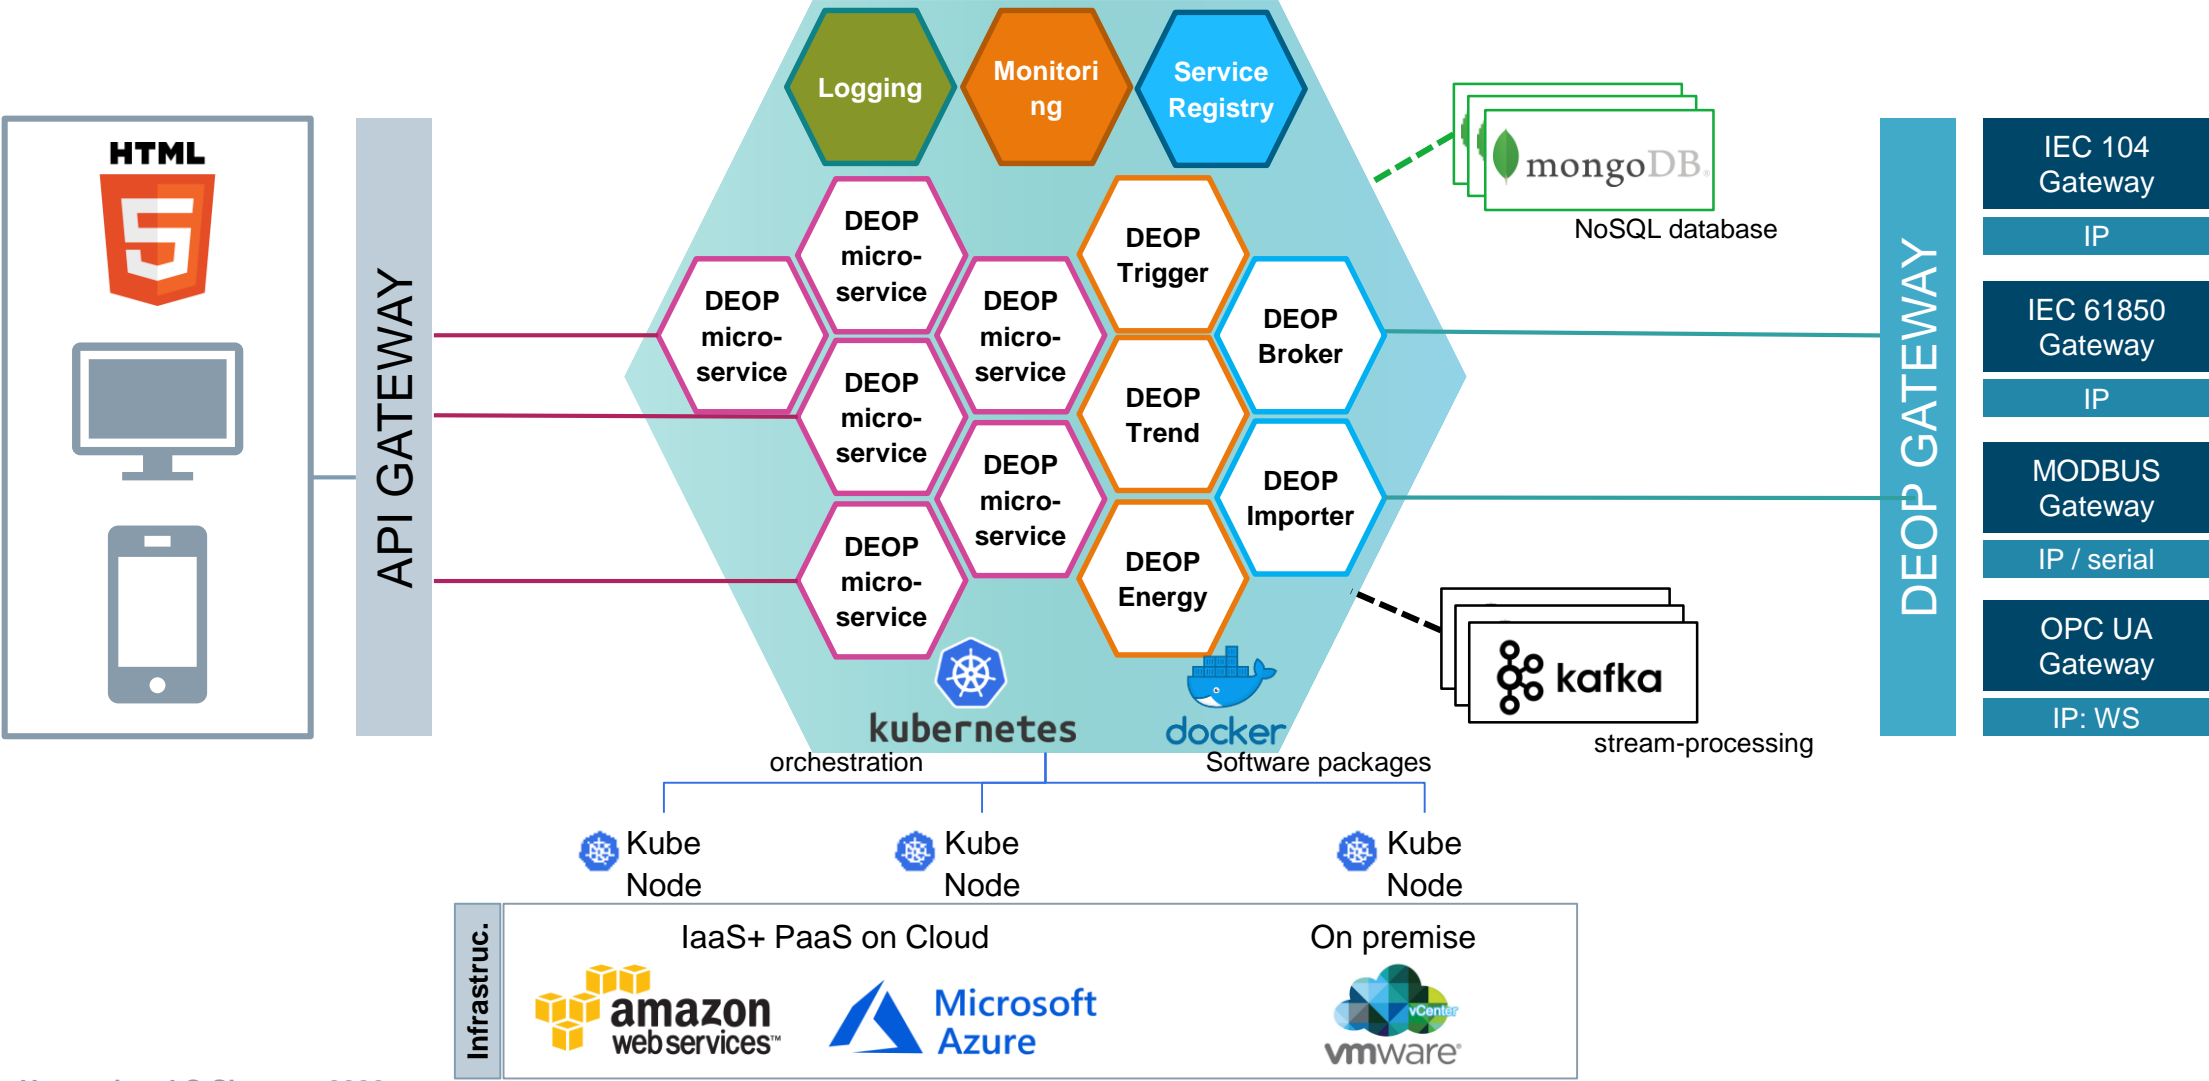 Logging
Monitori
ng
Service
Registry
HTML
5
API GATEWAY
DEOP
micro-
service
DEOP
micro-
service
DEOP
micro-
service
DEOP
micro-
service
DEOP
micro-
service
DEOP
micro-
service
DEOP
Trigger
DEOP
Trend
DEOP
Energy
DEOP
Broker
DEOP
Importer
mongoDB®
NoSQL database
kafka
stream-processing
DEOP GATEWAY
IEC 104
Gateway
IP
IEC 61850
Gateway
IP
MODBUS
Gateway
IP / serial
OPC UA
Gateway
IP: WS
kubernetes
orchestration
docker
Software packages
Kube
Node
Kube
Node
Kube
Node
Infrastruc.
IaaS+ PaaS on Cloud
On premise
amazon
web services™
Microsoft
Azure
vCenter
vmware®